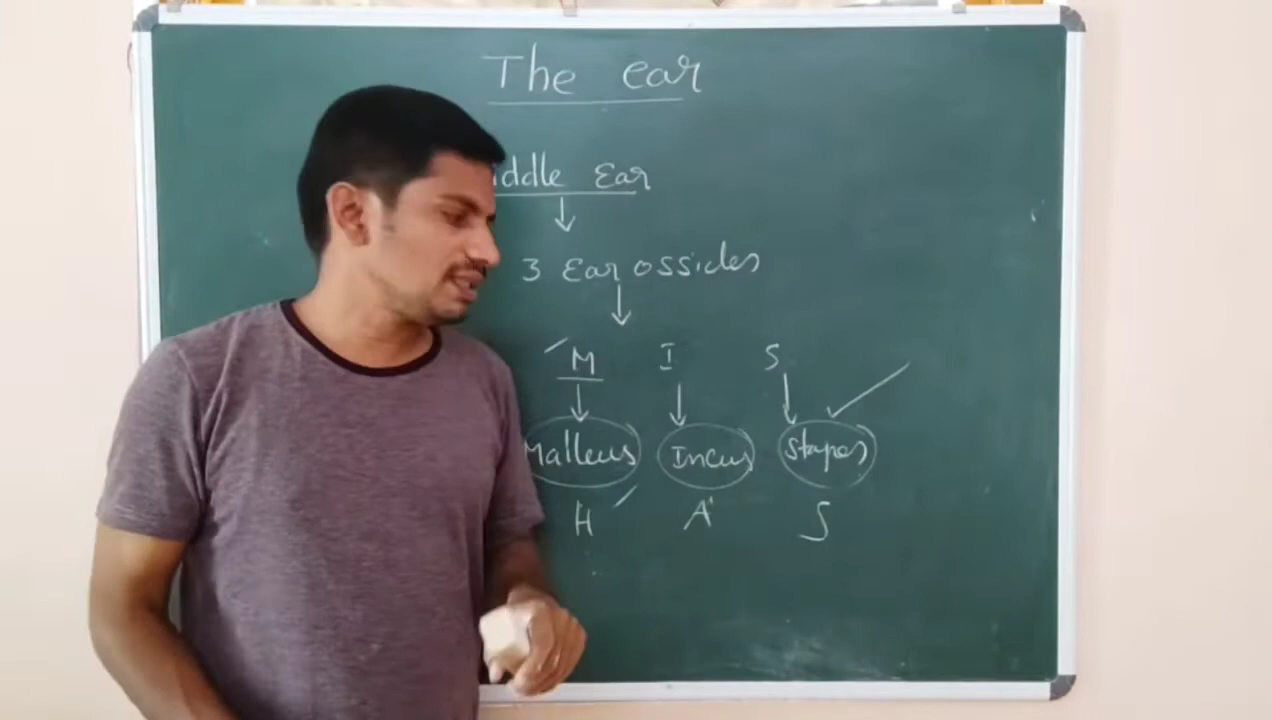 The ear
iddle Ear
3 Ear ossicles
M I S
Malleus Incus Stapes
H A S